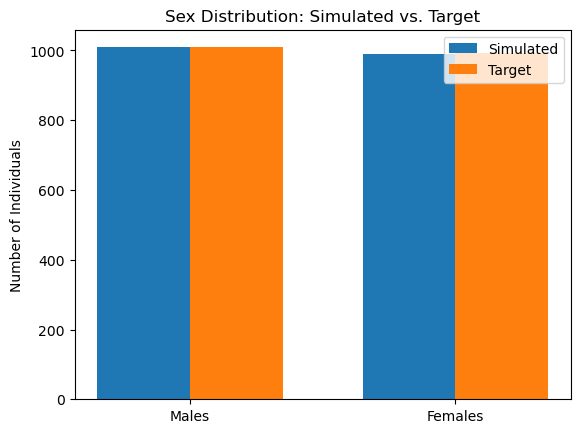 Sex Distribution: Simulated vs. Target
Simulated
Target
Number of Individuals
1000
800
600
400
200
0
Males
Females